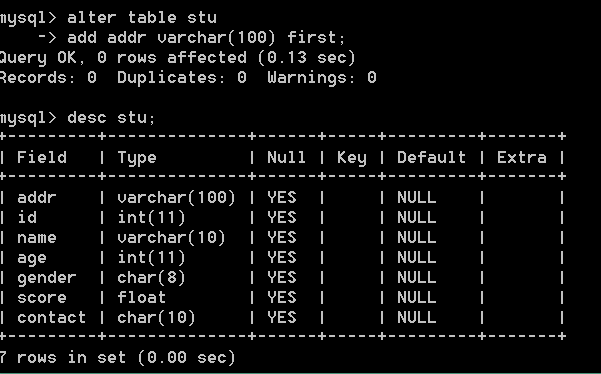 mysql> alter table stu
    -> add addr varchar(100) first;
Query OK, 0 rows affected (0.13 sec)
Records: 0  Duplicates: 0  Warnings: 0

mysql> desc stu;
+---------+--------------+------+-----+---------+-------+
| Field   | Type         | Null | Key | Default | Extra |
+---------+--------------+------+-----+---------+-------+
| addr    | varchar(100) | YES  |     | NULL    |       |
| id      | int(11)      | YES  |     | NULL    |       |
| name    | varchar(10)  | YES  |     | NULL    |       |
| age     | int(11)      | YES  |     | NULL    |       |
| gender  | char(8)      | YES  |     | NULL    |       |
| score   | float        | YES  |     | NULL    |       |
| contact | char(10)     | YES  |     | NULL    |       |
+---------+--------------+------+-----+---------+-------+
7 rows in set (0.00 sec)